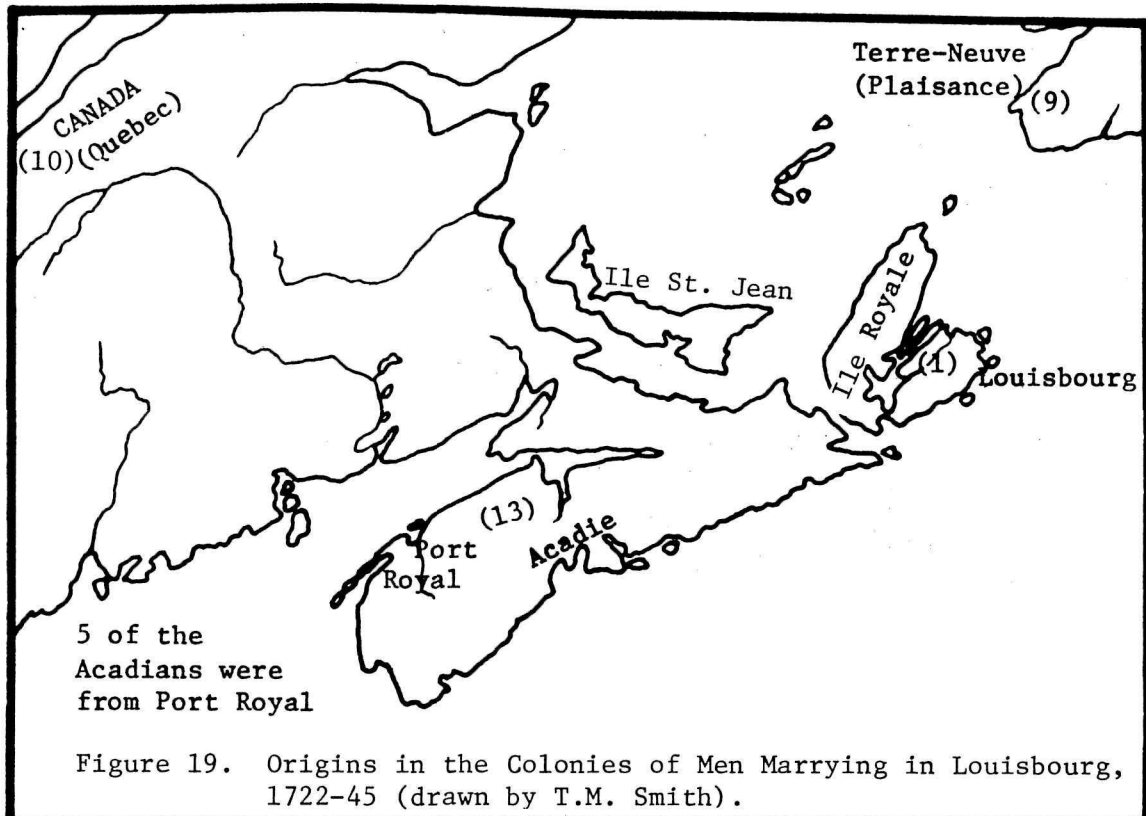 Terre-Neuve
(Plaisance)
(9)
CANADA
(10)(Quebec)
Ile St. Jean
Ile Royale
(1)
Louisbourg
(13)
Acadie
Port
Royal
5 of the
Acadians were
from Port Royal
Figure 19. Origins in the Colonies of Men Marrying in Louisbourg,
1722-45 (drawn by T.M. Smith).